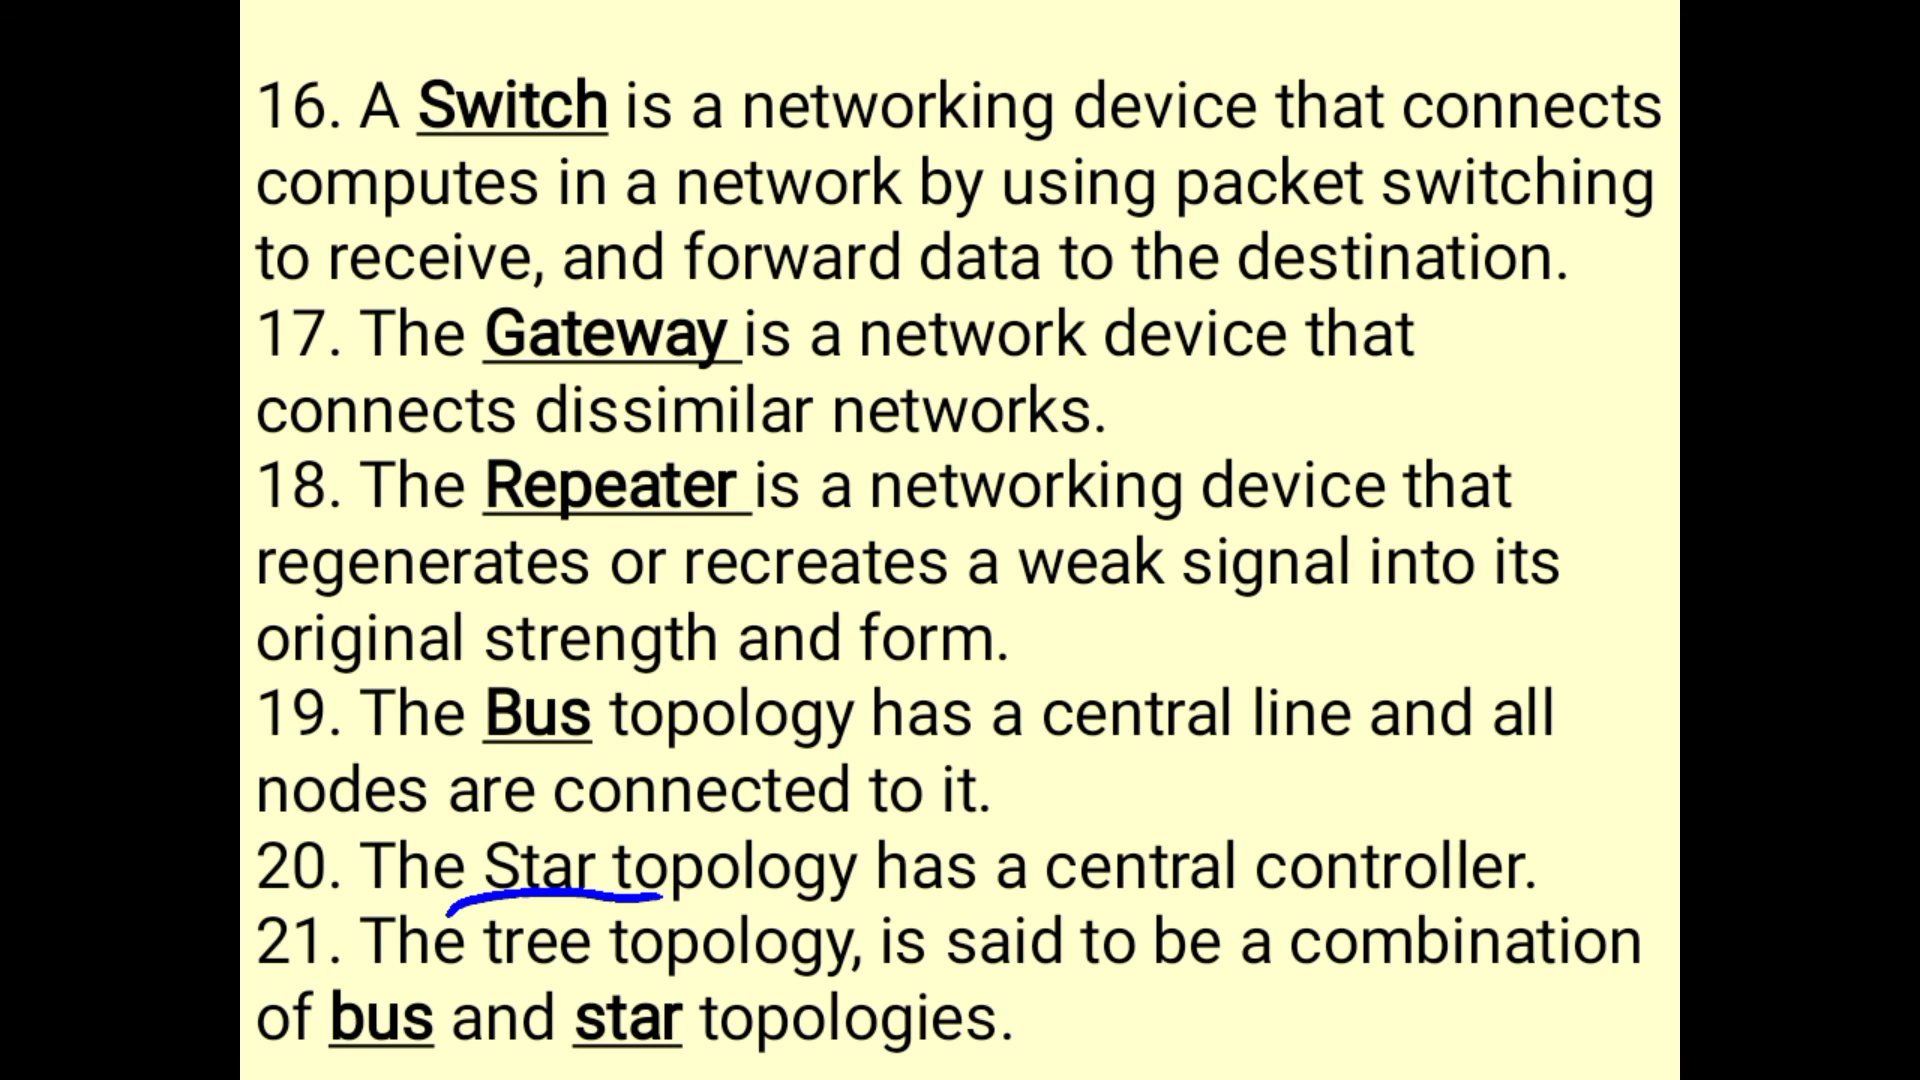 16. A Switch is a networking device that connects
computes in a network by using packet switching
to receive, and forward data to the destination.
17. The Gateway is a network device that
connects dissimilar networks.
18. The Repeater is a networking device that
regenerates or recreates a weak signal into its
original strength and form.
19. The Bus topology has a central line and all
nodes are connected to it.
20. The Star topology has a central controller.
21. The tree topology, is said to be a combination
of bus and star topologies.